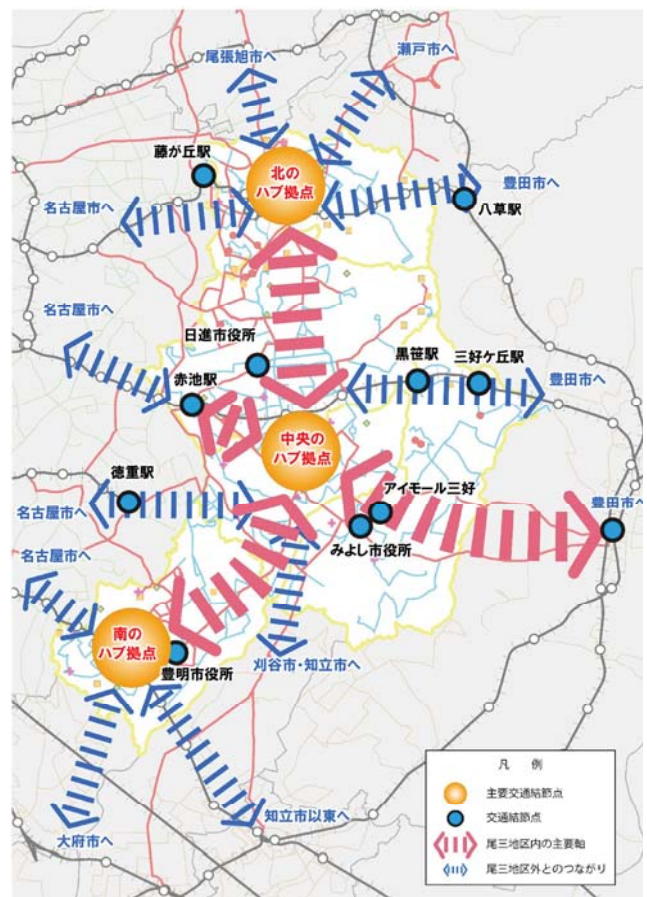 尾張旭市へ
瀬戸市へ
藤が丘駅
北の
ハブ拠点
豊田市へ
名古屋市へ
八草駅
名古屋市へ
日進市役所
黒笹駅
三好ケ丘駅
赤池駅
豊田市へ
中央の
ハブ拠点
徳重駅
アイモール三好
名古屋市へ
豊田市へ
みよし市役所
名古屋市へ
南の
ハブ拠点
豊明市役所
刈谷市・知立市へ
大府市へ
知立市以東へ
凡 例
主要交通結節点
交通結節点
尾三地区内の主要軸
尾三地区外とのつながり